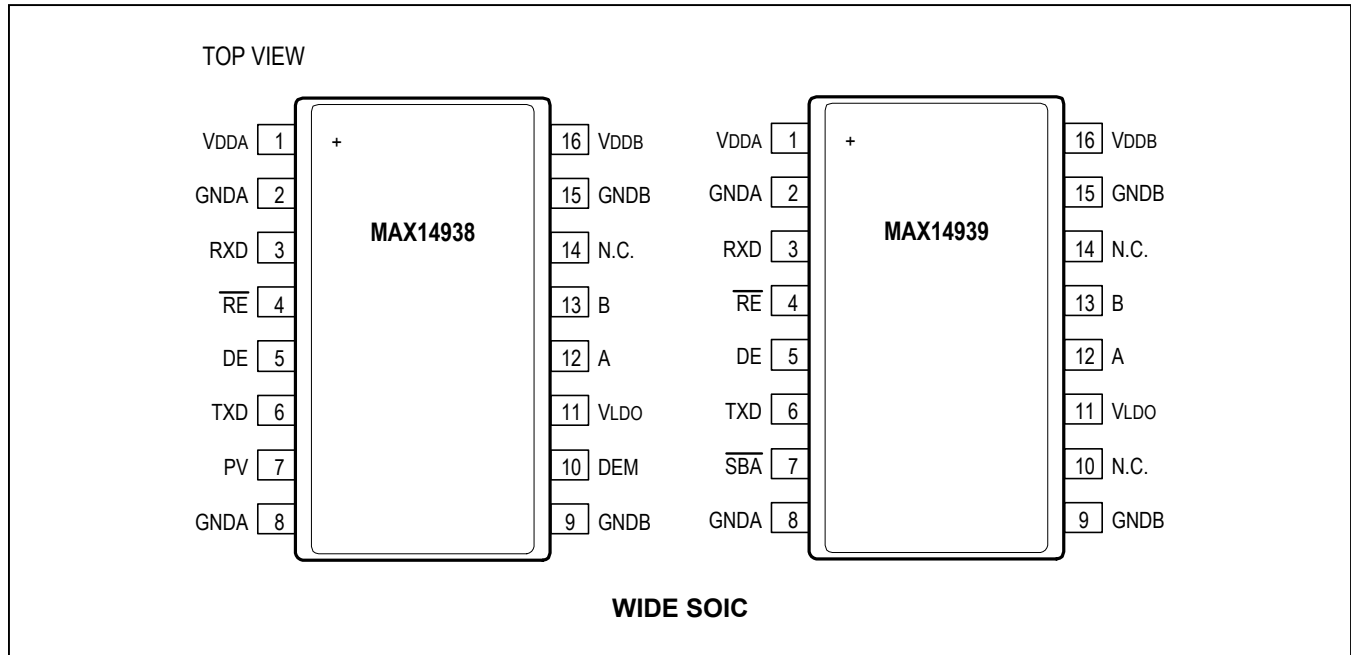 TOP VIEW
VDDA 1 + 16 VDDB
GNDA 2 15 GNDB
MAX14938
RXD 3 14 N.C.
RE 4 13 B
DE 5 12 A
TXD 6 11 VLDO
PV 7 10 DEM
GNDA 8 9 GNDB
VDDA 1 + 16 VDDB
GNDA 2 15 GNDB
MAX14939
RXD 3 14 N.C.
RE 4 13 B
DE 5 12 A
TXD 6 11 VLDO
SBA 7 10 N.C.
GNDA 8 9 GNDB
WIDE SOIC